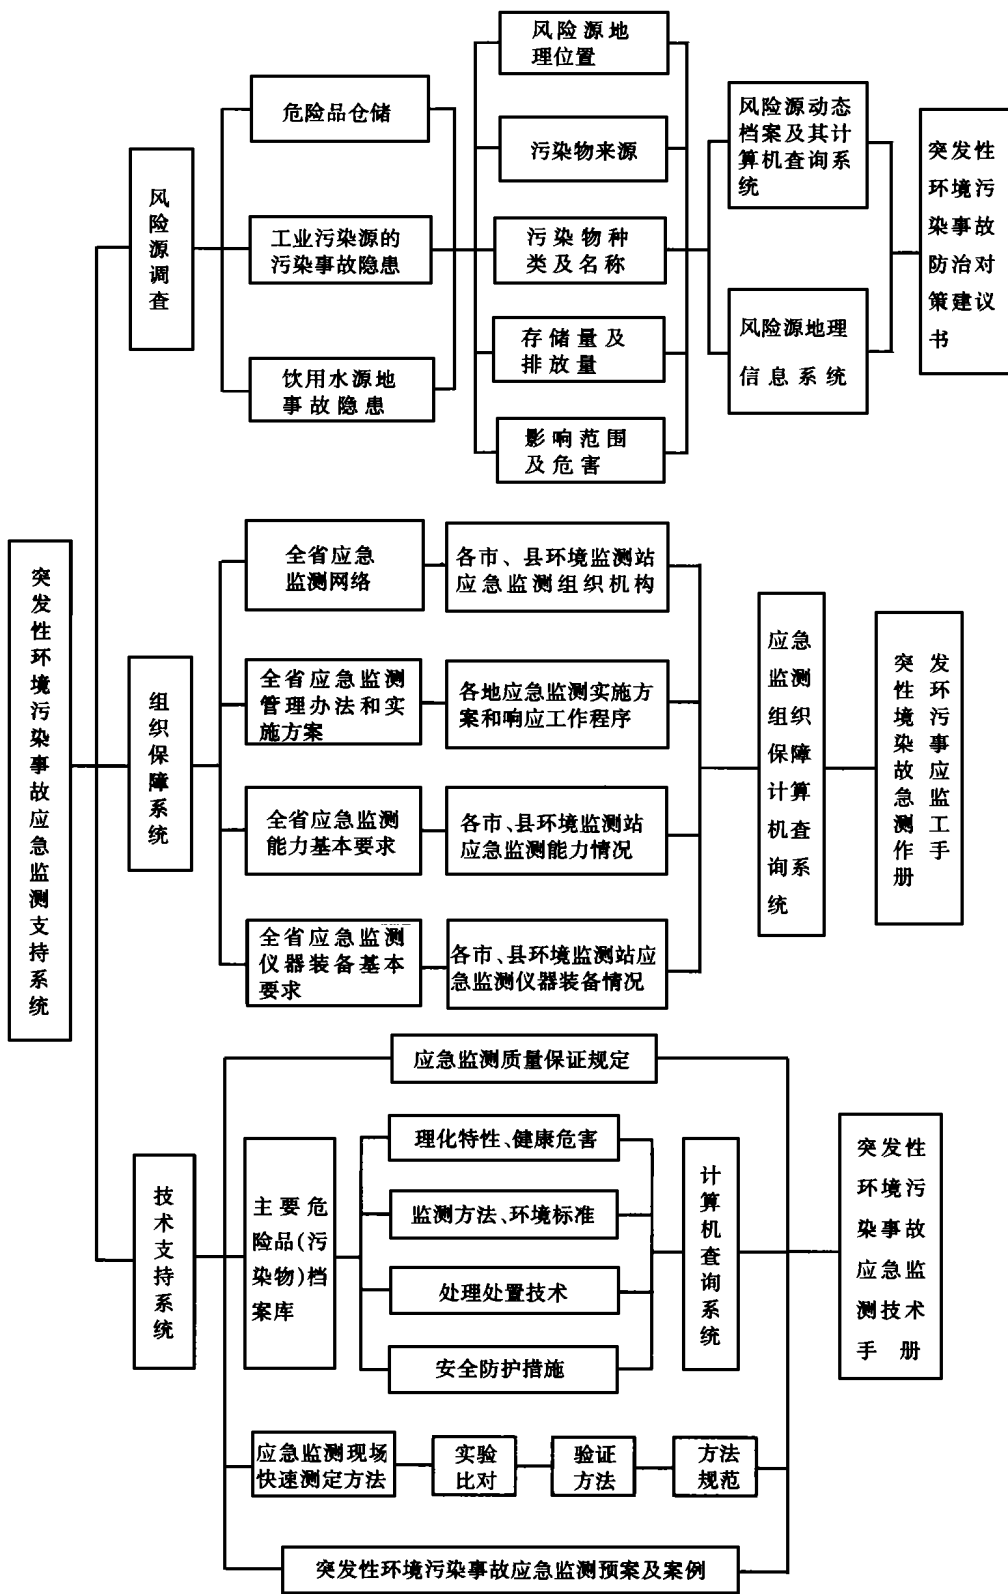 突发性环境污染事故应急监测支持系统
风险源调查
危险品仓储
工业污染源的
污染事故隐患
饮用水源地
事故隐患
风险源地
理位置
污染物来源
污染物种
类及名称
存储量及
排放量
影响范围
及危害
风险源动态
档案及其计
算机查询系
统
风险源地理
信息系统
突发性
环境污
染事故
防治对
策建议
书
组织保障系统
全省应急
监测网络
各市、县环境监测站
应急监测组织机构
全省应急监测
管理办法和实
施方案
各地应急监测实施方
案和响应工作程序
全省应急监测
能力基本要求
各市、县环境监测站
应急监测能力情况
全省应急监测
仪器装备基本
要求
各市、县环境监测站应
急监测仪器装备情况
应急
监测
组织
保障
计算
机查
询系
统
突发
性环
境污
染事
故应
急监
测工
作手
册
技术支持系统
应急监测质量保证规定
主要危
险品(污
染物)档
案库
理化特性、健康危害
监测方法、环境标准
处理处置技术
安全防护措施
计算机查询系统
应急监测现场
快速测定方法
实验
比对
验证
方法
方法
规范
突发性环境污染事故应急监测预案及案例
突发性
环境污
染事故
应急监
测技术
手册